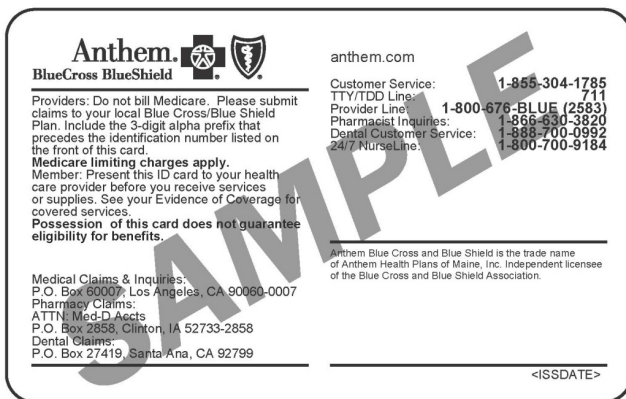 Anthem.
BlueCross BlueShield
Providers: Do not bill Medicare. Please submit
claims to your local Blue Cross/Blue Shield
Plan. Include the 3-digit alpha prefix that
precedes the identification number listed on
the front of this card.
Medicare limiting charges apply.
Member: Present this ID card to your health
care provider before you receive services
or supplies. See your Evidence of Coverage for
covered services.
Possession of this card does not guarantee
eligibility for benefits.
Medical Claims & Inquiries:
P.O. Box 60007, Los Angeles, CA 90060-0007
Pharmacy Claims:
ATTN: Med-D Accts
P.O. Box 2858, Clinton, IA 52733-2858
Dental Claims:
P.O. Box 27419, Santa Ana, CA 92799
anthem.com
Customer Service: 1-855-304-1785
TTY/TDD Line: 711
Provider Line: 1-800-676-BLUE (2583)
Pharmacist Inquiries: 1-866-630-3820
Dental Customer Service: 1-888-700-0992
24/7 NurseLine: 1-800-700-9184
Anthem Blue Cross and Blue Shield is the trade name
of Anthem Health Plans of Maine, Inc. Independent licensee
of the Blue Cross and Blue Shield Association.
<ISSDATE>
SAMPLE